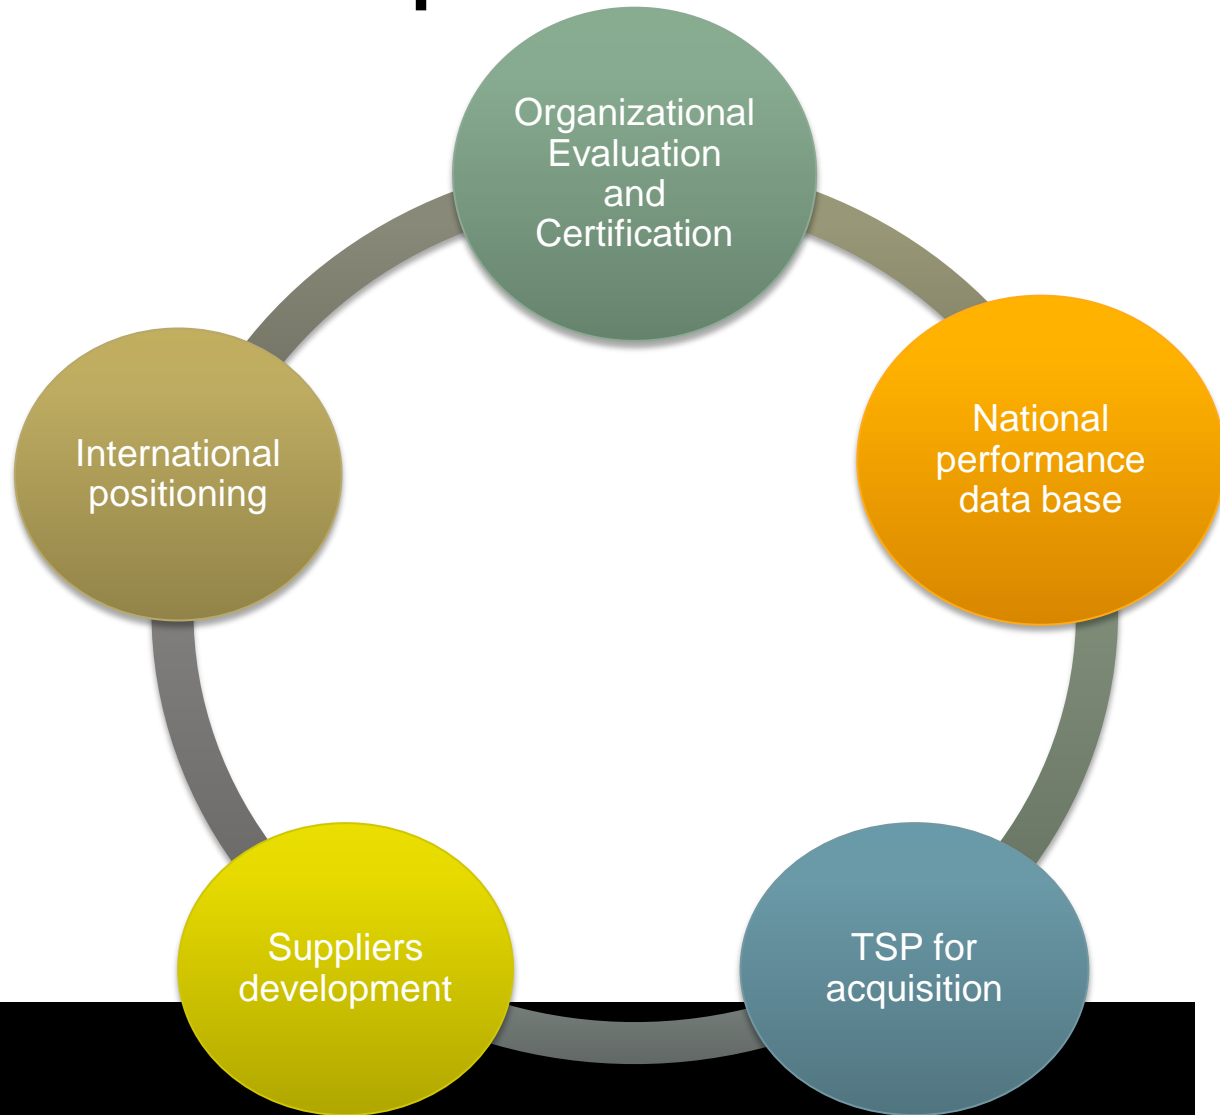 Organizational
Evaluation
and
Certification
National
performance
data base
TSP for
acquisition
Suppliers
development
International
positioning